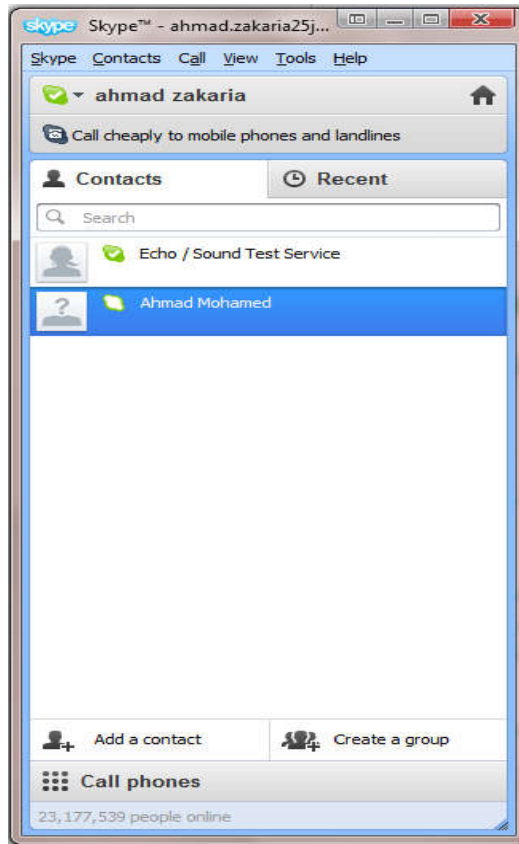 skype Skype™ - ahmad.zakaria25j...
Skype Contacts Call View Tools Help
ahmad zakaria
Call cheaply to mobile phones and landlines
Contacts Recent
Search
Echo / Sound Test Service
? Ahmad Mohamed
Add a contact Create a group
Call phones
23,177,539 people online